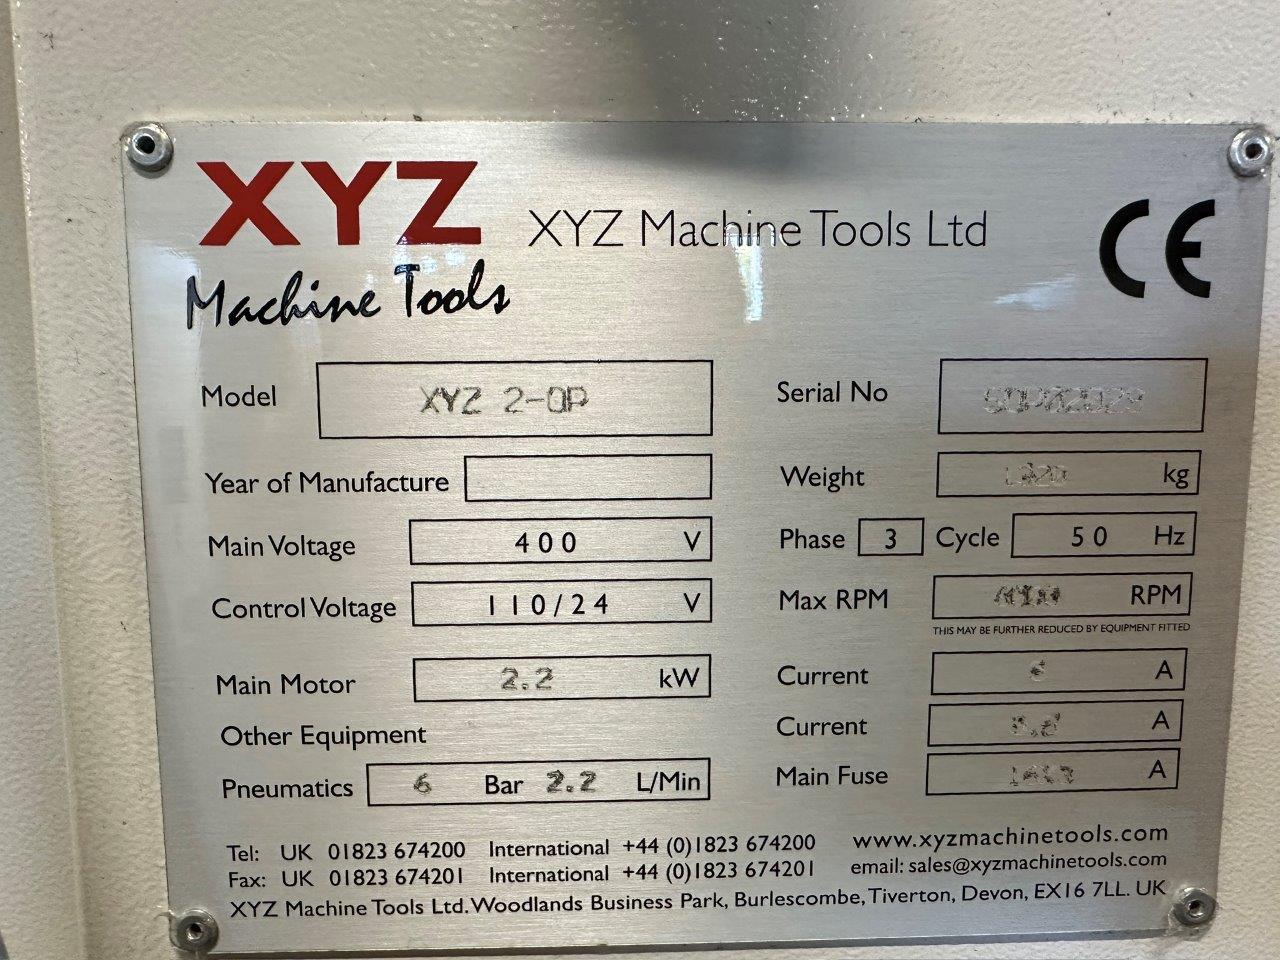 XYZ
Machine Tools
XYZ Machine Tools Ltd
CE
Model XYZ 2-OP
Serial No
Year of Manufacture
Weight kg
Main Voltage 400 V
Phase 3 Cycle 50 Hz
Control Voltage 110/24 V
Max RPM RPM
THIS MAY BE FURTHER REDUCED BY EQUIPMENT FITTED
Main Motor 2.2 kW
Current A
Other Equipment
Current A
Pneumatics 6 Bar 2.2 L/Min
Main Fuse A
Tel: UK 01823 674200 International +44 (0)1823 674200 www.xyzmachinetools.com
Fax: UK 01823 674201 International +44 (0)1823 674201 email: sales@xyzmachinetools.com
XYZ Machine Tools Ltd. Woodlands Business Park, Burlescombe, Tiverton, Devon, EX16 7LL. UK